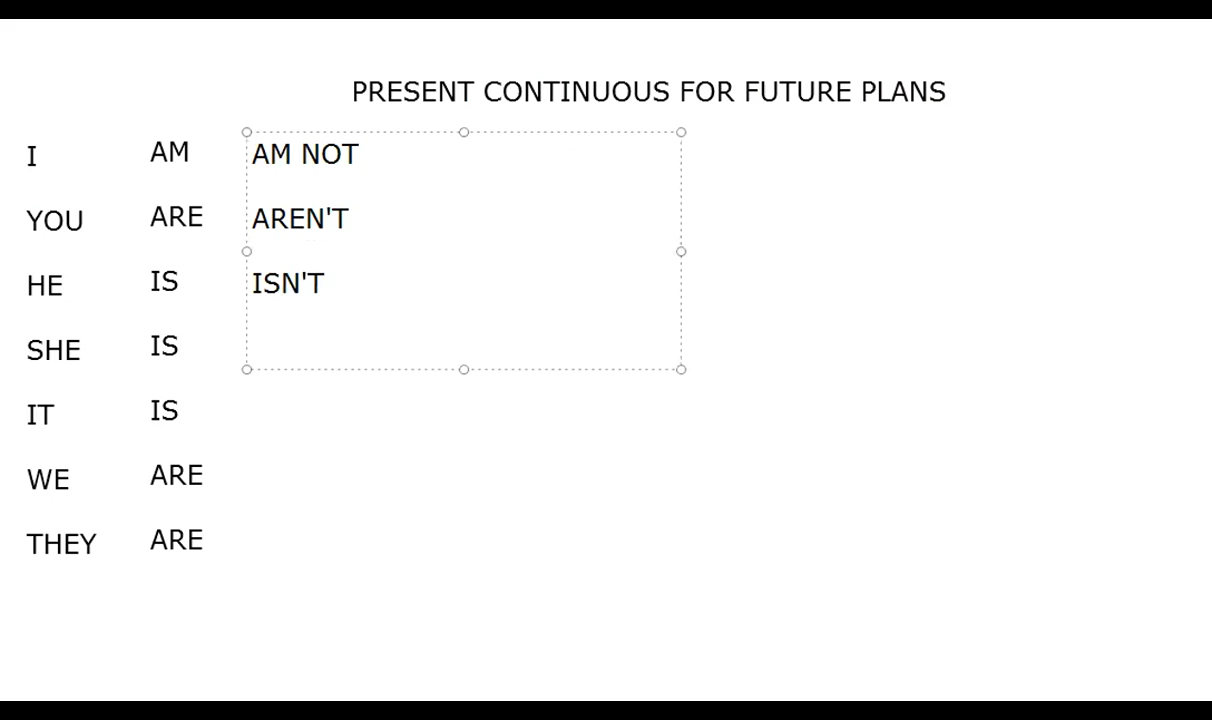 PRESENT CONTINUOUS FOR FUTURE PLANS
I AM AM NOT
YOU ARE AREN'T
HE IS ISN'T
SHE IS
IT IS
WE ARE
THEY ARE